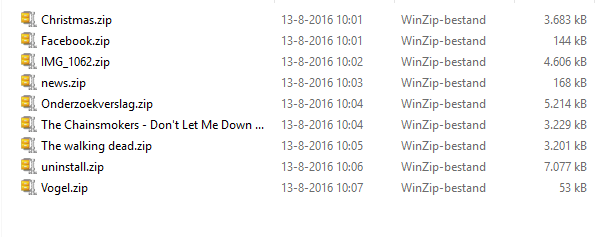 Christmas.zip 13-8-2016 10:01 WinZip-bestand 3.683 kB
Facebook.zip 13-8-2016 10:01 WinZip-bestand 144 kB
IMG_1062.zip 13-8-2016 10:02 WinZip-bestand 4.606 kB
news.zip 13-8-2016 10:03 WinZip-bestand 168 kB
Onderzoekverslag.zip 13-8-2016 10:04 WinZip-bestand 5.214 kB
The Chainsmokers - Don't Let Me Down ... 13-8-2016 10:04 WinZip-bestand 3.229 kB
The walking dead.zip 13-8-2016 10:05 WinZip-bestand 3.201 kB
uninstall.zip 13-8-2016 10:06 WinZip-bestand 7.077 kB
Vogel.zip 13-8-2016 10:07 WinZip-bestand 53 kB